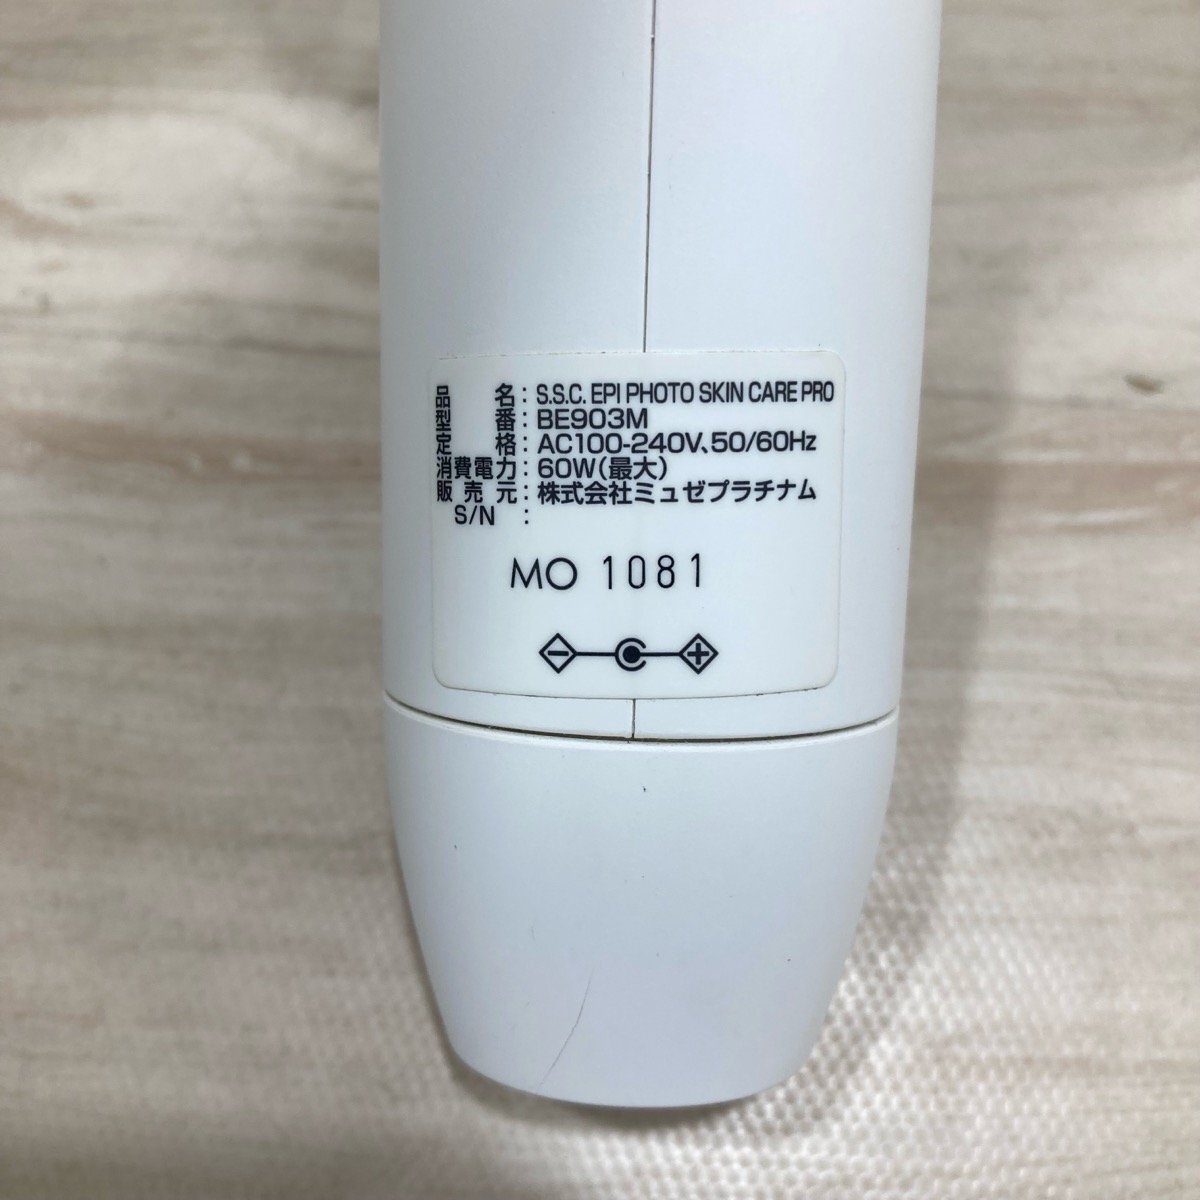 品名：S.S.C. EPI PHOTO SKIN CARE PRO
型番：BE903M
定格：AC100-240V、50/60Hz
消費電力：60W(最大)
販売元：株式会社ミュゼプラチナム
S/N：
MO 1081